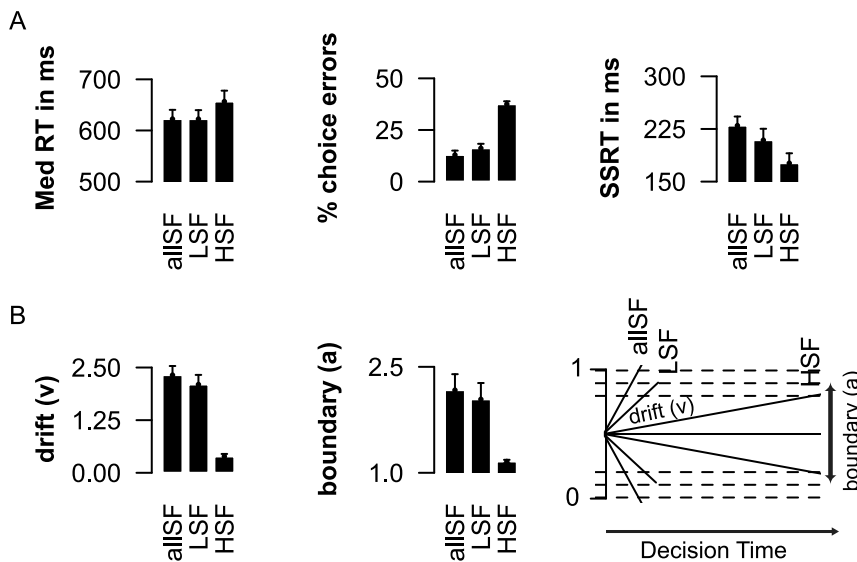 A
Med RT in ms
700
600
500
allSF
LSF
HSF
% choice errors
50
25
0
allSF
LSF
HSF
SSRT in ms
300
225
150
allSF
LSF
HSF
B
drift (v)
2.50
1.25
0.00
allSF
LSF
HSF
boundary (a)
2.5
1.0
allSF
LSF
HSF
1
0
allSF
LSF
HSF
drift (v)
boundary (a)
Decision Time